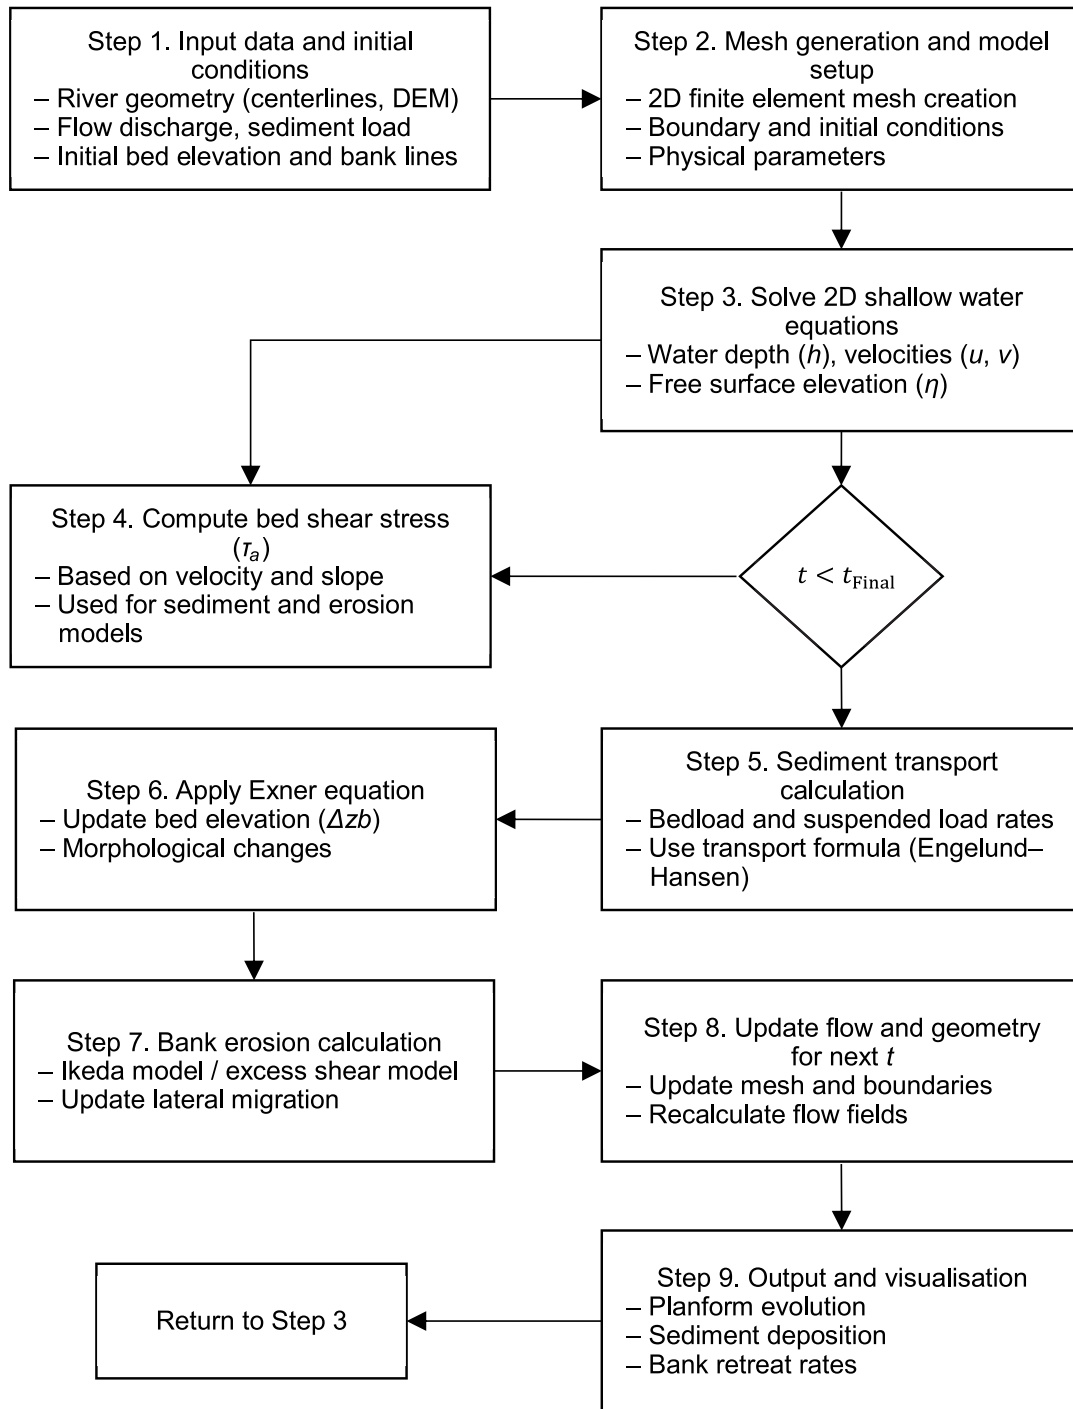 Step 1. Input data and initial
conditions
– River geometry (centerlines, DEM)
– Flow discharge, sediment load
– Initial bed elevation and bank lines
Step 2. Mesh generation and model
setup
– 2D finite element mesh creation
– Boundary and initial conditions
– Physical parameters
Step 3. Solve 2D shallow water
equations
– Water depth (h), velocities (u, v)
– Free surface elevation (η)
Step 4. Compute bed shear stress
(τa)
– Based on velocity and slope
– Used for sediment and erosion
models
t < tFinal
Step 5. Sediment transport
calculation
– Bedload and suspended load rates
– Use transport formula (Engelund–
Hansen)
Step 6. Apply Exner equation
– Update bed elevation (Δzb)
– Morphological changes
Step 7. Bank erosion calculation
– Ikeda model / excess shear model
– Update lateral migration
Step 8. Update flow and geometry
for next t
– Update mesh and boundaries
– Recalculate flow fields
Step 9. Output and visualisation
– Planform evolution
– Sediment deposition
– Bank retreat rates
Return to Step 3